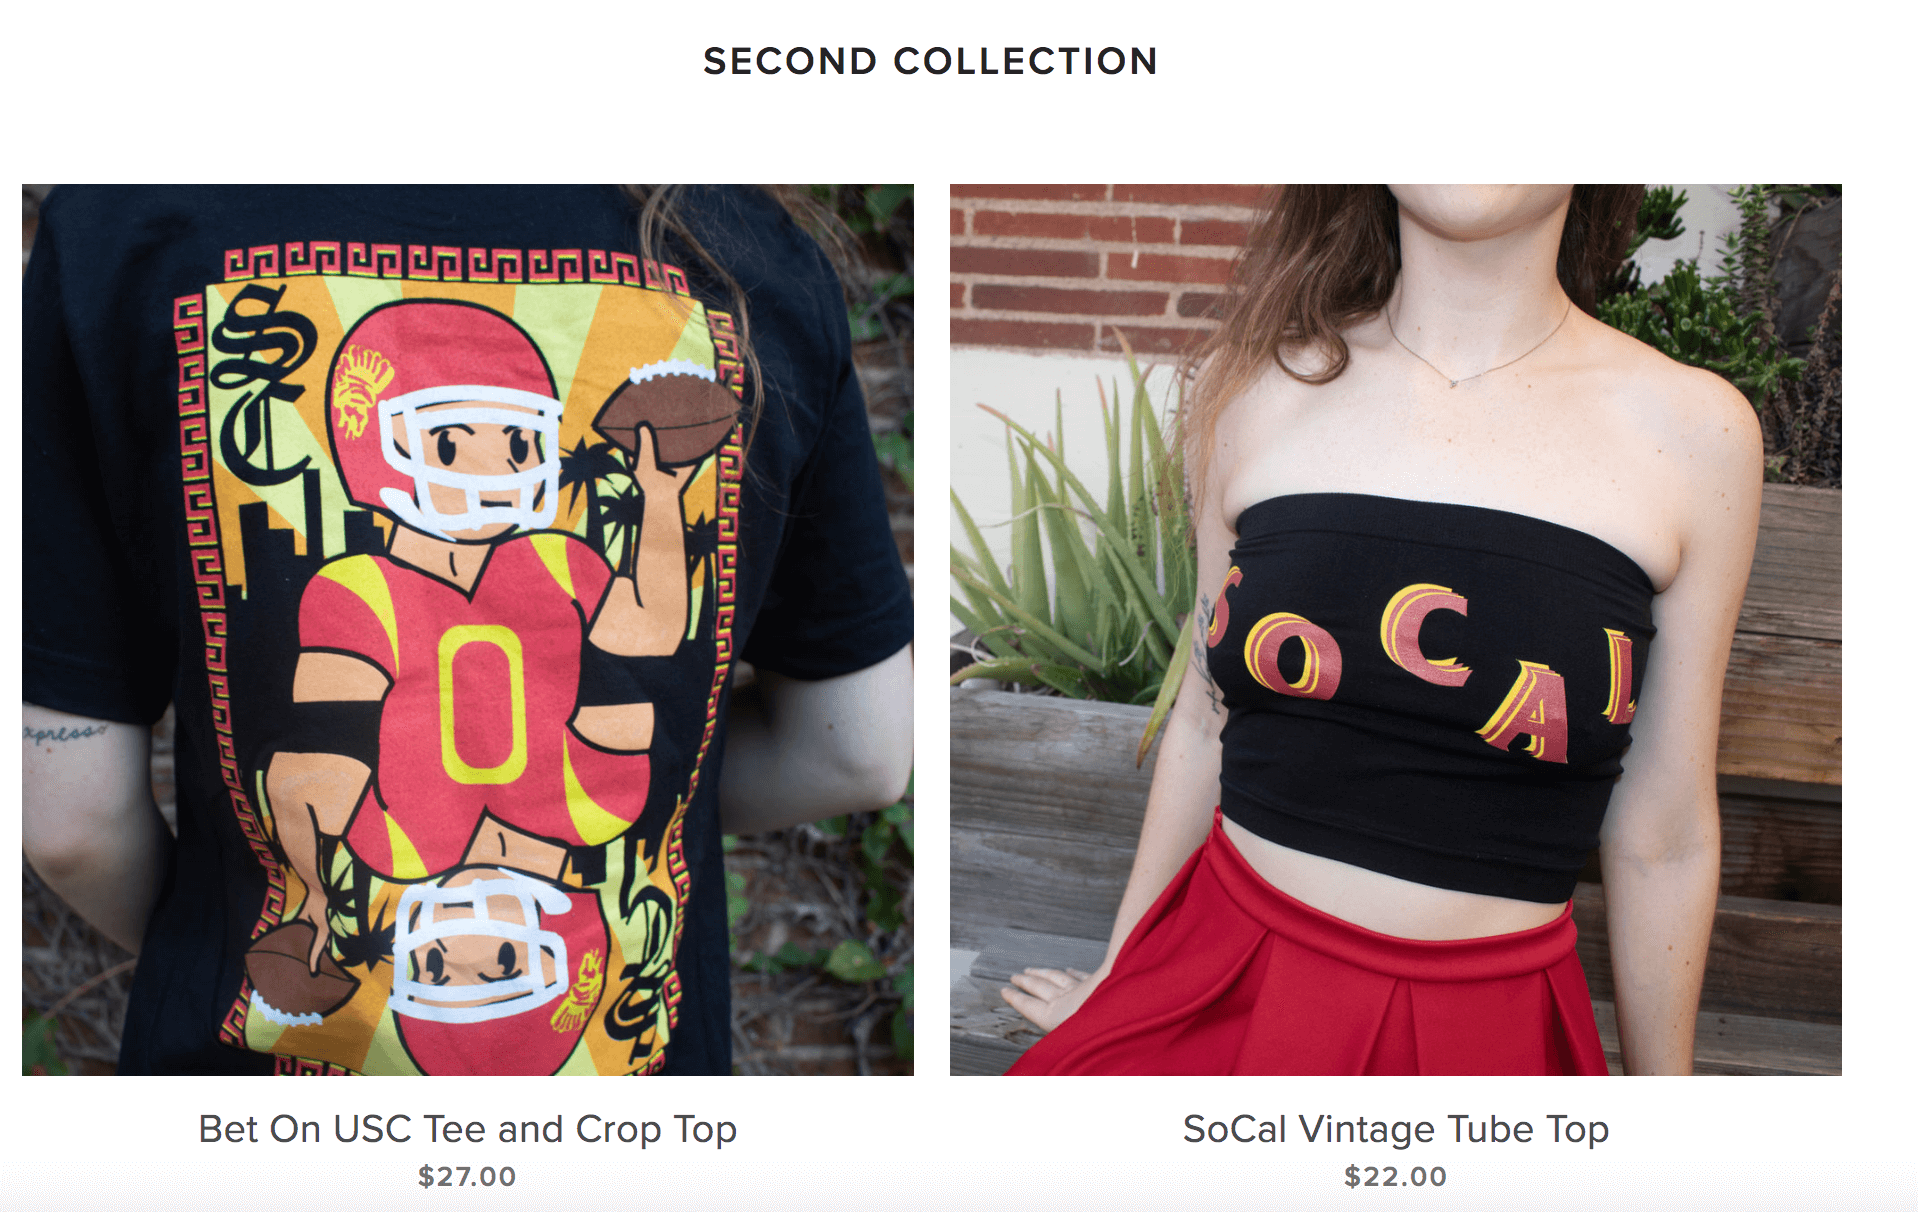 SECOND COLLECTION
SC
0
SC
xpresso
SOCAL
Bet On USC Tee and Crop Top
$27.00
SoCal Vintage Tube Top
$22.00